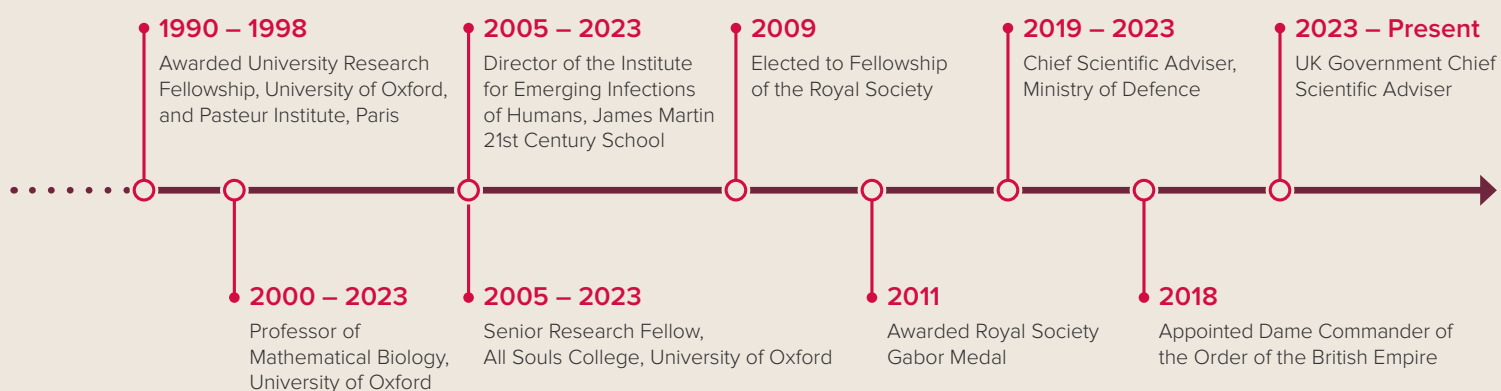 1990 – 1998
Awarded University Research
Fellowship, University of Oxford,
and Pasteur Institute, Paris
2005 – 2023
Director of the Institute
for Emerging Infections
of Humans, James Martin
21st Century School
2009
Elected to Fellowship
of the Royal Society
2019 – 2023
Chief Scientific Adviser,
Ministry of Defence
2023 – Present
UK Government Chief
Scientific Adviser
2000 – 2023
Professor of
Mathematical Biology,
University of Oxford
2005 – 2023
Senior Research Fellow,
All Souls College, University of Oxford
2011
Awarded Royal Society
Gabor Medal
2018
Appointed Dame Commander of
the Order of the British Empire